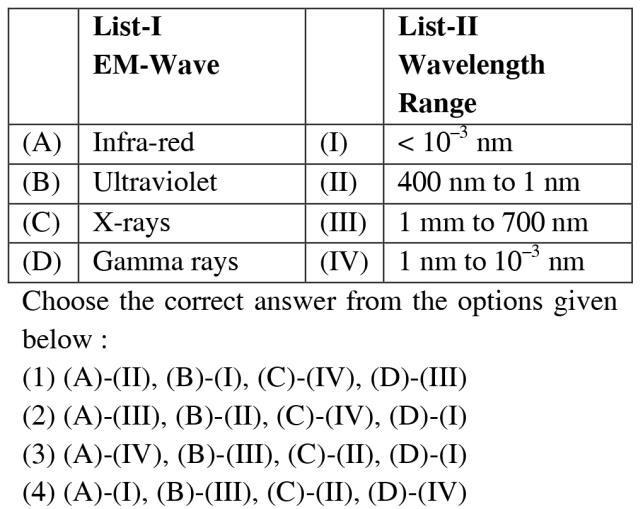 List-I List-II
EM-Wave Wavelength
Range
(A) Infra-red (I) < 10⁻³ nm
(B) Ultraviolet (II) 400 nm to 1 nm
(C) X-rays (III) 1 mm to 700 nm
(D) Gamma rays (IV) 1 nm to 10⁻³ nm
Choose the correct answer from the options given
below :
(1) (A)-(II), (B)-(I), (C)-(IV), (D)-(III)
(2) (A)-(III), (B)-(II), (C)-(IV), (D)-(I)
(3) (A)-(IV), (B)-(III), (C)-(II), (D)-(I)
(4) (A)-(I), (B)-(III), (C)-(II), (D)-(IV)